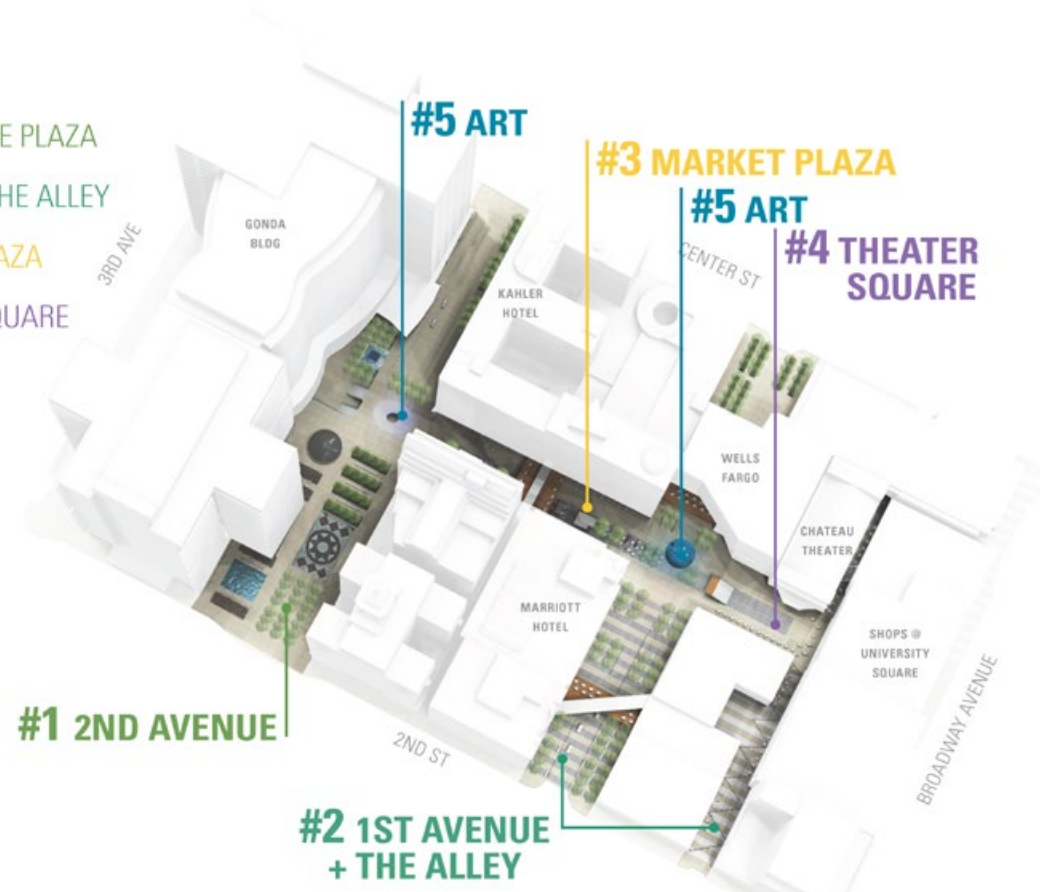 E PLAZA
HE ALLEY
AZA
QUARE
#5 ART
#3 MARKET PLAZA
#5 ART
#4 THEATER
SQUARE
3RD AVE
GONDA
BLDG
CENTER ST
KAHLER
HOTEL
WELLS
FARGO
CHATEAU
THEATER
MARRIOTT
HOTEL
SHOPS @
UNIVERSITY
SQUARE
BROADWAY AVENUE
#1 2ND AVENUE
2ND ST
#2 1ST AVENUE
+ THE ALLEY